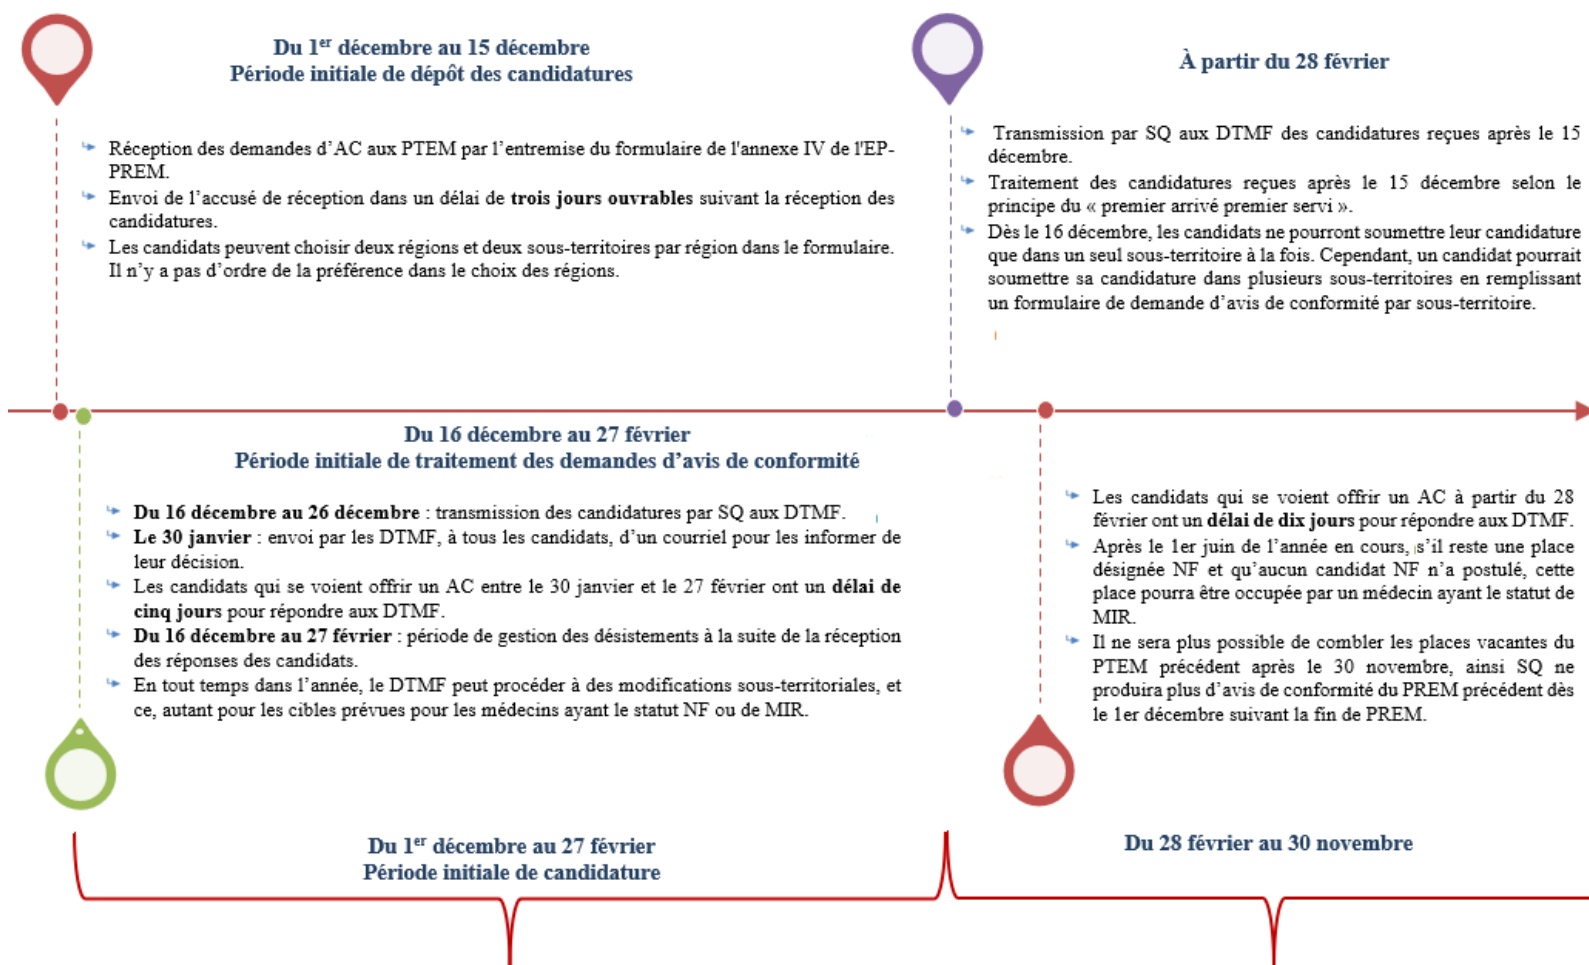 Du 1er décembre au 15 décembre
Période initiale de dépôt des candidatures
Réception des demandes d’AC aux PTEM par l’entremise du formulaire de l'annexe IV de l'EP-
PREM.
Envoi de l’accusé de réception dans un délai de trois jours ouvrables suivant la réception des
candidatures.
Les candidats peuvent choisir deux régions et deux sous-territoires par région dans le formulaire.
Il n’y a pas d’ordre de la préférence dans le choix des régions.
À partir du 28 février
Transmission par SQ aux DTMF des candidatures reçues après le 15
décembre.
Traitement des candidatures reçues après le 15 décembre selon le
principe du « premier arrivé premier servi ».
Dès le 16 décembre, les candidats ne pourront soumettre leur candidature
que dans un seul sous-territoire à la fois. Cependant, un candidat pourrait
soumettre sa candidature dans plusieurs sous-territoires en remplissant
un formulaire de demande d’avis de conformité par sous-territoire.
Du 16 décembre au 27 février
Période initiale de traitement des demandes d’avis de conformité
Du 16 décembre au 26 décembre : transmission des candidatures par SQ aux DTMF.
Le 30 janvier : envoi par les DTMF, à tous les candidats, d’un courriel pour les informer de
leur décision.
Les candidats qui se voient offrir un AC entre le 30 janvier et le 27 février ont un délai de
cinq jours pour répondre aux DTMF.
Du 16 décembre au 27 février : période de gestion des désistements à la suite de la réception
des réponses des candidats.
En tout temps dans l’année, le DTMF peut procéder à des modifications sous-territoriales, et
ce, autant pour les cibles prévues pour les médecins ayant le statut NF ou de MIR.
Les candidats qui se voient offrir un AC à partir du 28
février ont un délai de dix jours pour répondre aux DTMF.
Après le 1er juin de l’année en cours, s’il reste une place
désignée NF et qu’aucun candidat NF n’a postulé, cette
place pourra être occupée par un médecin ayant le statut de
MIR.
Il ne sera plus possible de combler les places vacantes du
PTEM précédent après le 30 novembre, ainsi SQ ne
produira plus d’avis de conformité du PREM précédent dès
le 1er décembre suivant la fin de PREM.
Du 1er décembre au 27 février
Période initiale de candidature
Du 28 février au 30 novembre